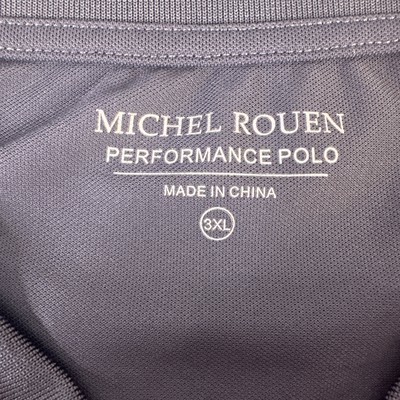 MICHEL ROUEN
PERFORMANCE POLO
MADE IN CHINA
3XL